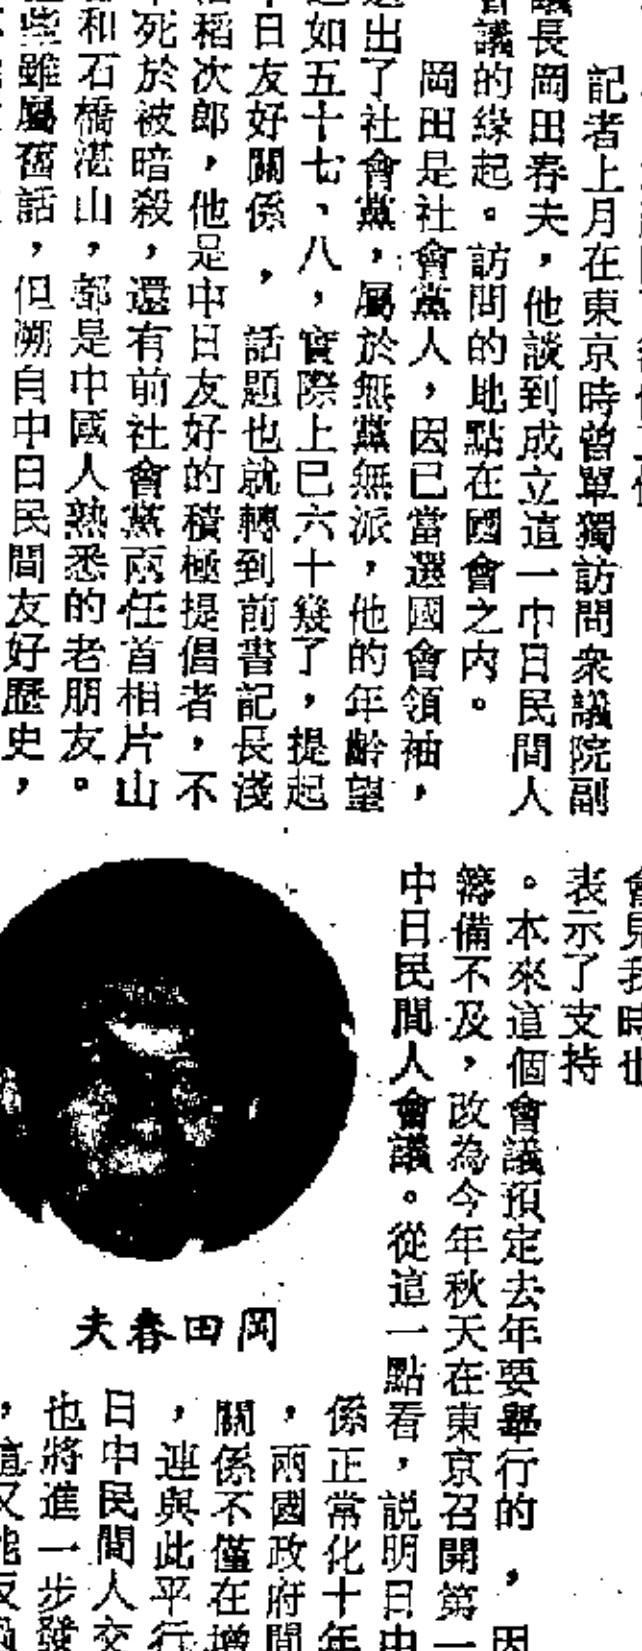 記者上月在東京時曾單獨訪問衆議院副
議長岡田春夫，他談到成立這一中日民間人
會議的緣起。訪問的地點在國會之內。
岡田是社會黨人，因已當選國會領袖，
出了社會黨，屬於無黨無派，他的年齡望
如五十七、八，實際上已六十幾了，提起
日友好關係，話題也就轉到前書記長淺
稻次郎，他是中日友好的積極提倡者，不
死於被暗殺，還有前社會黨兩任首相片山
和石橋湛山，都是中國人熟悉的老朋友。
些雖屬舊話，但溯自中日民間友好歷史，
會見我時也
表示了支持
。本來這個會議預定去年要舉行的，因
籌備不及，改為今年秋天在東京召開第一
中日民間人會議。從這一點看，説明日中
係正常化十年
，兩國政府間
關係不僅在增
，連與此平行
日中民間人交
也將進一步發
，這又能反
岡田春夫